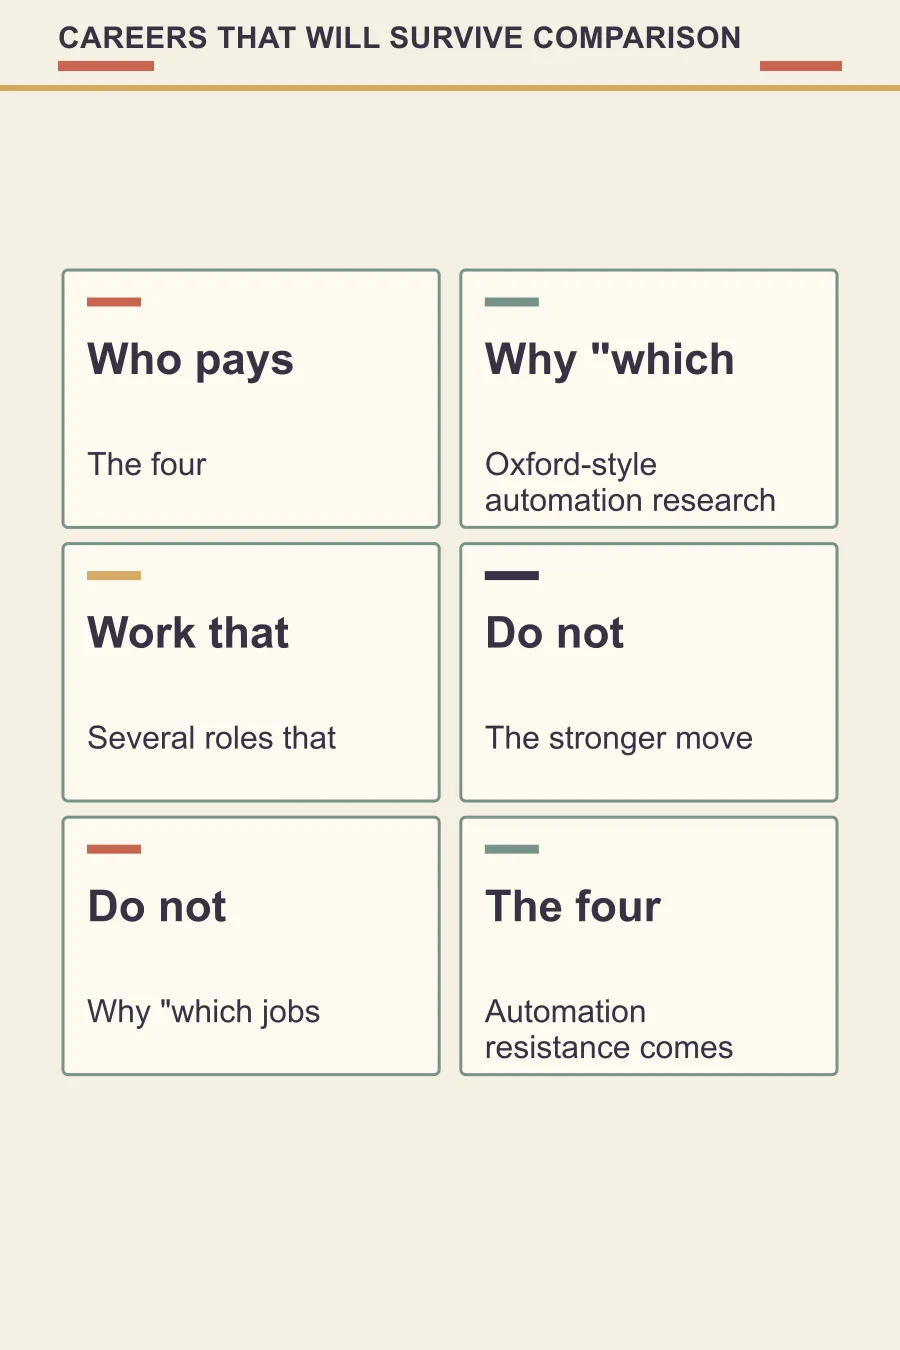 CAREERS THAT WILL SURVIVE COMPARISON
Who pays
The four
Why "which
Oxford-style
automation research
Work that
Several roles that
Do not
The stronger move
Do not
Why "which jobs
The four
Automation
resistance comes